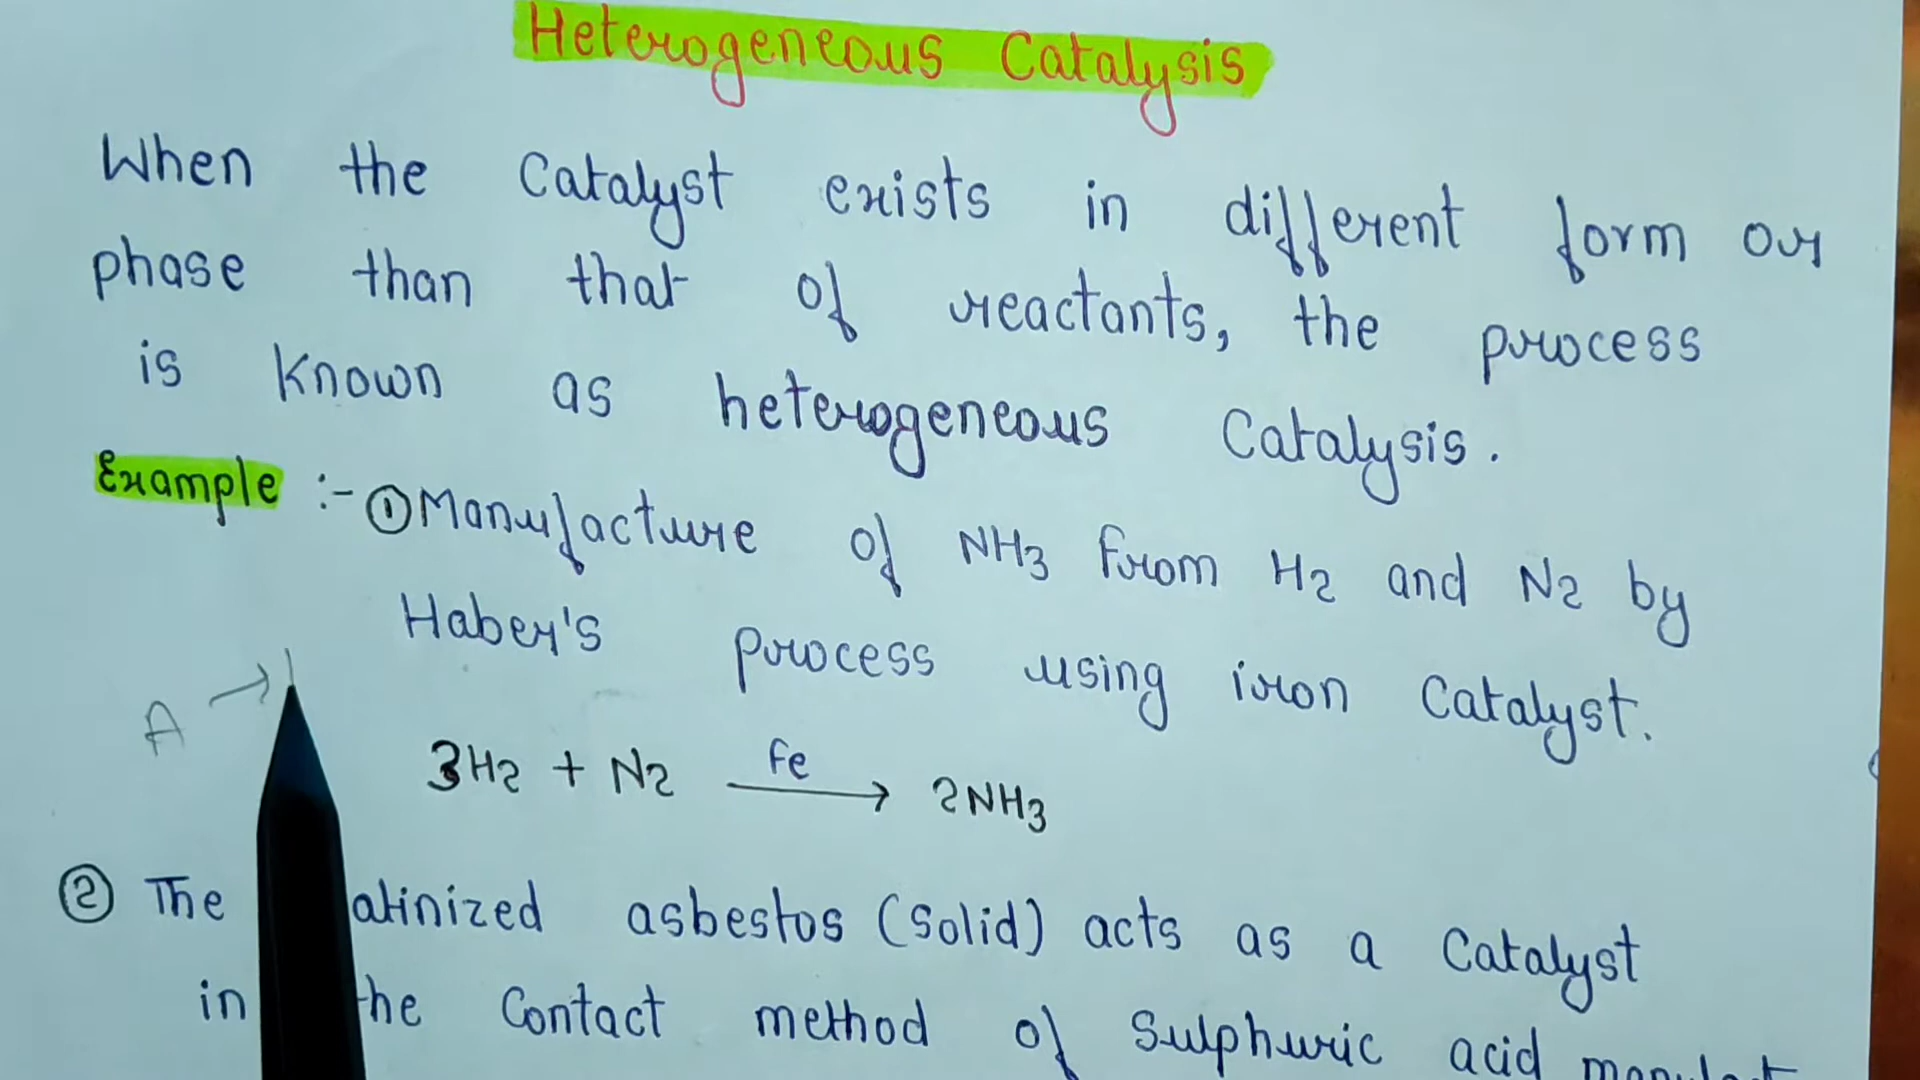 Heterogeneous Catalysis
When the Catalyst exists in different form or
phase than that of reactants, the process
is known as heterogeneous Catalysis.
Example :- ① Manufacture of NH3 from H2 and N2 by
Haber's process using iron Catalyst.
A →
3H2 + N2 Fe → 2NH3
② The asbestos (Solid) acts as a Catalyst
in Contact method of Sulphuric acid